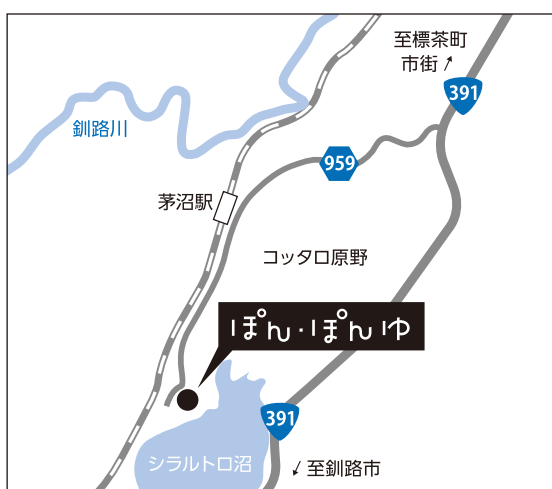 至標茶町
市街
391
釧路川
959
茅沼駅
コッタロ原野
ぽん・ぽんゆ
391
シラルトロ沼
至釧路市